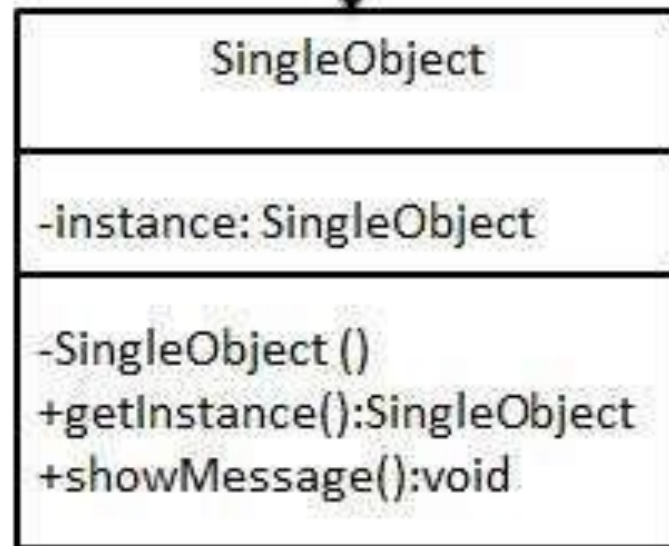 SingleObject
-instance: SingleObject
-SingleObject ()
+getInstance():SingleObject
+showMessage():void